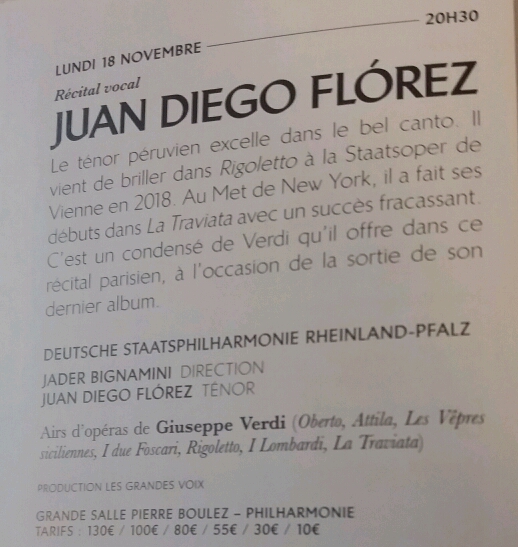 LUNDI 18 NOVEMBRE 20H30
Récital vocal
JUAN DIEGO FLÓREZ
Le ténor péruvien excelle dans le bel canto. Il
vient de briller dans Rigoletto à la Staatsoper de
Vienne en 2018. Au Met de New York, il a fait ses
débuts dans La Traviata avec un succès fracassant.
C'est un condensé de Verdi qu'il offre dans ce
récital parisien, à l'occasion de la sortie de son
dernier album.
DEUTSCHE STAATSPHILHARMONIE RHEINLAND-PFALZ
JADER BIGNAMINI DIRECTION
JUAN DIEGO FLÓREZ TÉNOR
Airs d'opéras de Giuseppe Verdi (Oberto, Attila, Les Vêpres
siciliennes, I due Foscari, Rigoletto, I Lombardi, La Traviata)
PRODUCTION LES GRANDES VOIX
GRANDE SALLE PIERRE BOULEZ – PHILHARMONIE
TARIFS : 130€ / 100€ / 80€ / 55€ / 30€ / 10€